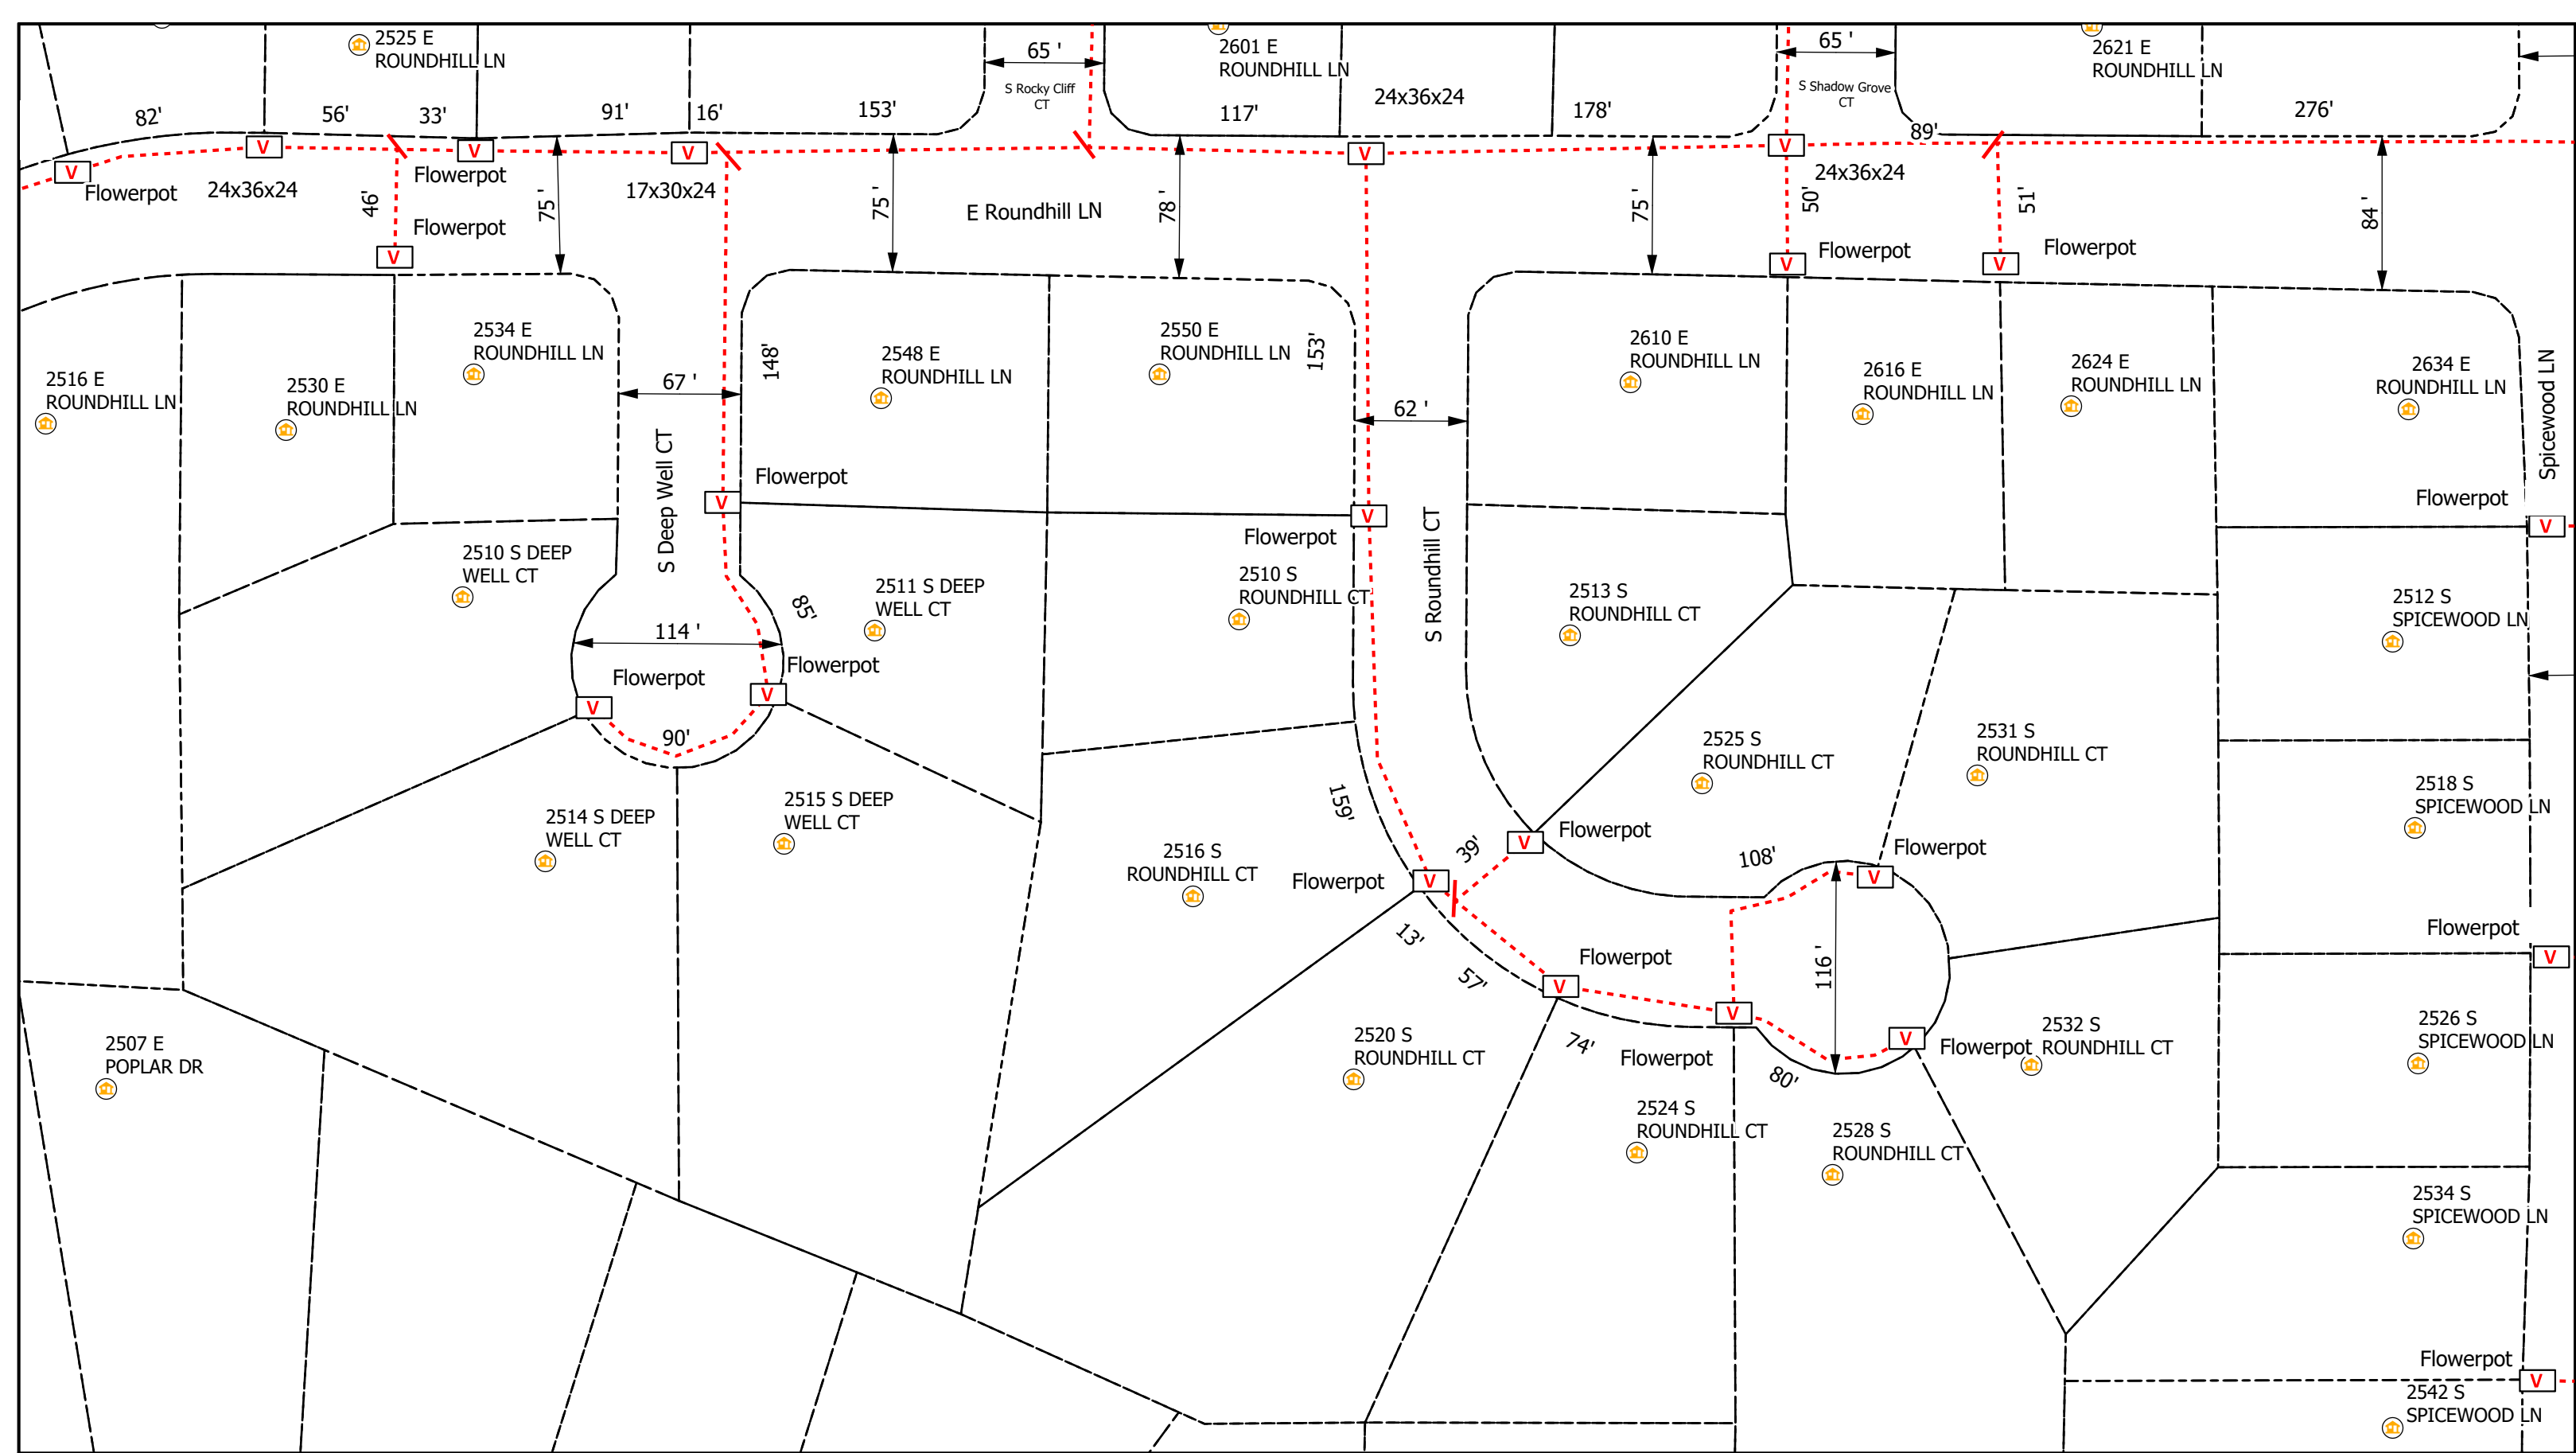 2525 E
ROUNDHILL LN
65 '
S Rocky Cliff
CT
2601 E
ROUNDHILL LN
24x36x24
65 '
S Shadow Grove
CT
2621 E
ROUNDHILL LN
82'
56'
33'
91'
16'
153'
117'
178'
89'
276'
V
V
V
V
V
V
Flowerpot
24x36x24
46'
Flowerpot
Flowerpot
V
75 '
17x30x24
75 '
E Roundhill LN
78 '
75 '
50'
24x36x24
51'
84 '
Flowerpot
V
Flowerpot
V
2516 E
ROUNDHILL LN
2530 E
ROUNDHILL LN
2534 E
ROUNDHILL LN
67 '
148'
2548 E
ROUNDHILL LN
2550 E
ROUNDHILL LN
153'
62 '
2610 E
ROUNDHILL LN
2616 E
ROUNDHILL LN
2624 E
ROUNDHILL LN
2634 E
ROUNDHILL LN
Spicewood LN
S Deep Well CT
Flowerpot
V
Flowerpot
V
S Roundhill CT
Flowerpot
V
2510 S DEEP
WELL CT
85'
2511 S DEEP
WELL CT
2510 S
ROUNDHILL CT
2513 S
ROUNDHILL CT
2512 S
SPICEWOOD LN
114 '
Flowerpot
V
Flowerpot
V
90'
2525 S
ROUNDHILL CT
2531 S
ROUNDHILL CT
2518 S
SPICEWOOD LN
2514 S DEEP
WELL CT
2515 S DEEP
WELL CT
159'
2516 S
ROUNDHILL CT
Flowerpot
V
39'
V
Flowerpot
108'
Flowerpot
V
13'
57'
Flowerpot
V
116 '
Flowerpot
V
2507 E
POPLAR DR
2520 S
ROUNDHILL CT
74'
Flowerpot
V
80'
V
Flowerpot
2532 S
ROUNDHILL CT
2526 S
SPICEWOOD LN
2524 S
ROUNDHILL CT
2528 S
ROUNDHILL CT
2534 S
SPICEWOOD LN
Flowerpot
V
2542 S
SPICEWOOD LN